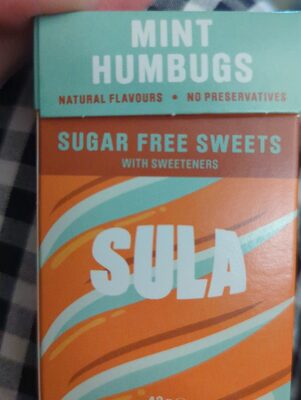 MINT
HUMBUGS
NATURAL FLAVOURS • NO PRESERVATIVES
SUGAR FREE SWEETS
WITH SWEETENERS
SULA